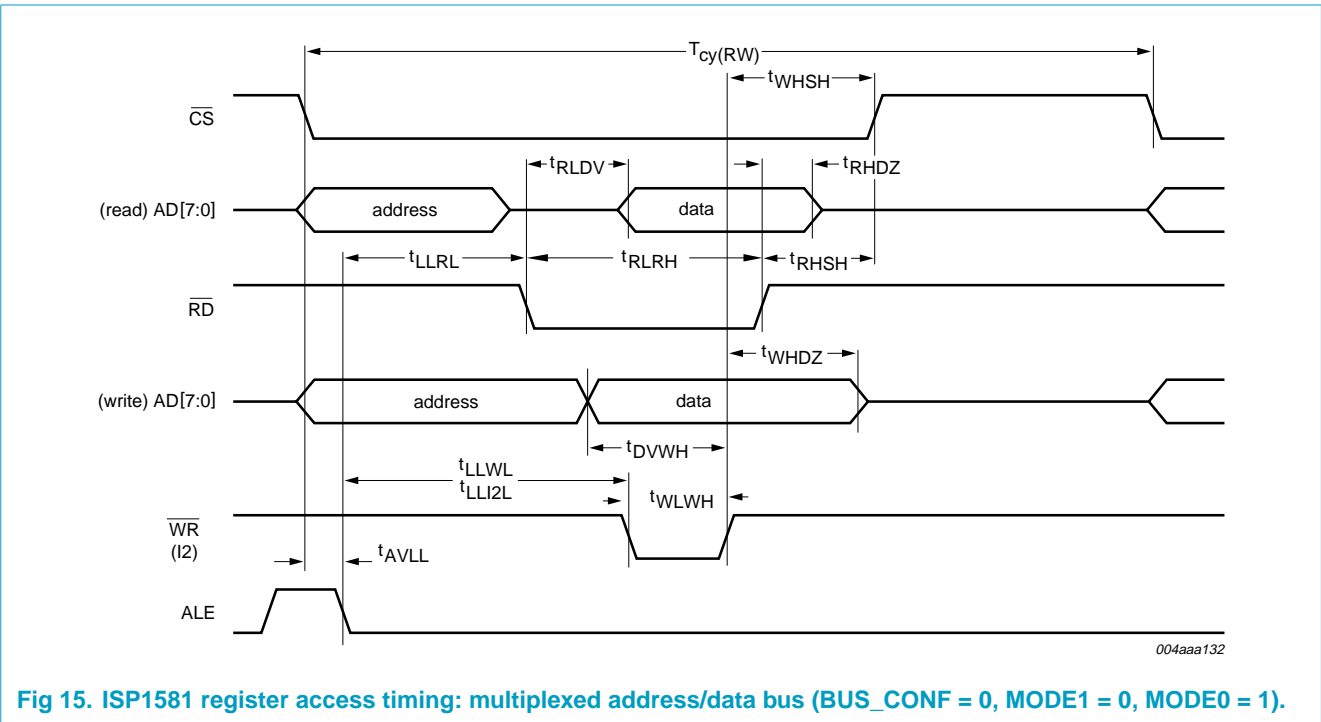 Tcy(RW)
tWHSH
CS
tRLDV
tRHDZ
(read) AD[7:0]
address
data
tLLRL
tRLRH
tRHSH
RD
tWHDZ
(write) AD[7:0]
address
data
tDVWH
tLLWL
tLLI2L
tWLWH
WR
(I2)
tAVLL
ALE
004aaa132
Fig 15. ISP1581 register access timing: multiplexed address/data bus (BUS_CONF = 0, MODE1 = 0, MODE0 = 1).